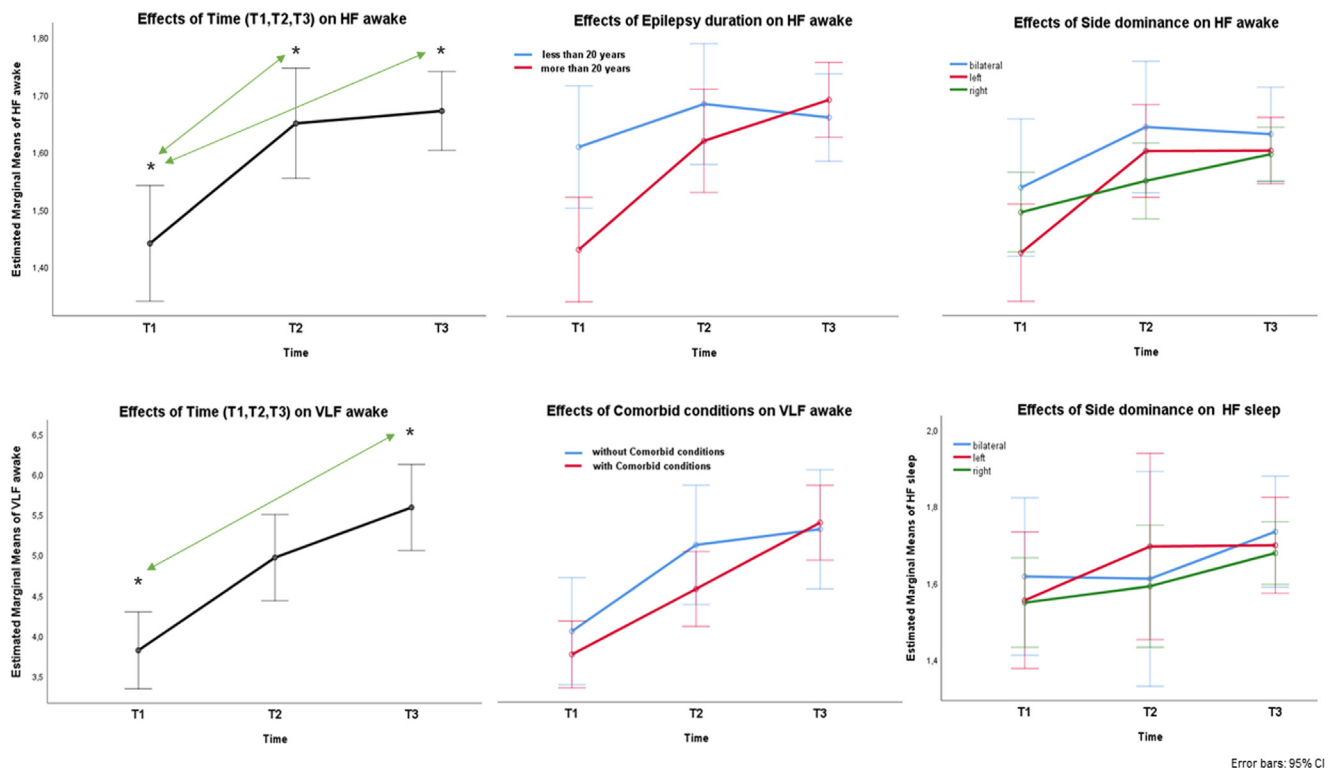 Effects of Time (T1,T2,T3) on HF awake
Estimated Marginal Means of HF awake
1,80
*
*
1,70
1,60
*
1,50
1,40
T1
T2
T3
Time
Effects of Epilepsy duration on HF awake
less than 20 years
more than 20 years
T1
T2
T3
Time
Effects of Side dominance on HF awake
bilateral
left
right
T1
T2
T3
Time
Effects of Time (T1,T2,T3) on VLF awake
Estimated Marginal Means of VLF awake
6,5
*
6,0
5,5
5,0
*
4,5
4,0
3,5
T1
T2
T3
Time
Effects of Comorbid conditions on VLF awake
without Comorbid conditions
with Comorbid conditions
T1
T2
T3
Time
Effects of Side dominance on HF sleep
Estimated Marginal Means of HF sleep
2,0
bilateral
left
right
1,8
1,6
1,4
T1
T2
T3
Time
Error bars: 95% CI